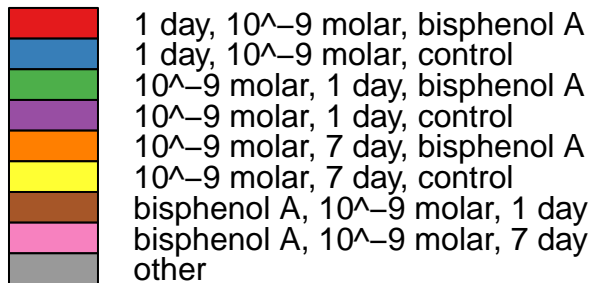 1 day, 10^−9 molar, bisphenol A
1 day, 10^−9 molar, control
10^−9 molar, 1 day, bisphenol A
10^−9 molar, 1 day, control
10^−9 molar, 7 day, bisphenol A
10^−9 molar, 7 day, control
bisphenol A, 10^−9 molar, 1 day
bisphenol A, 10^−9 molar, 7 day
other